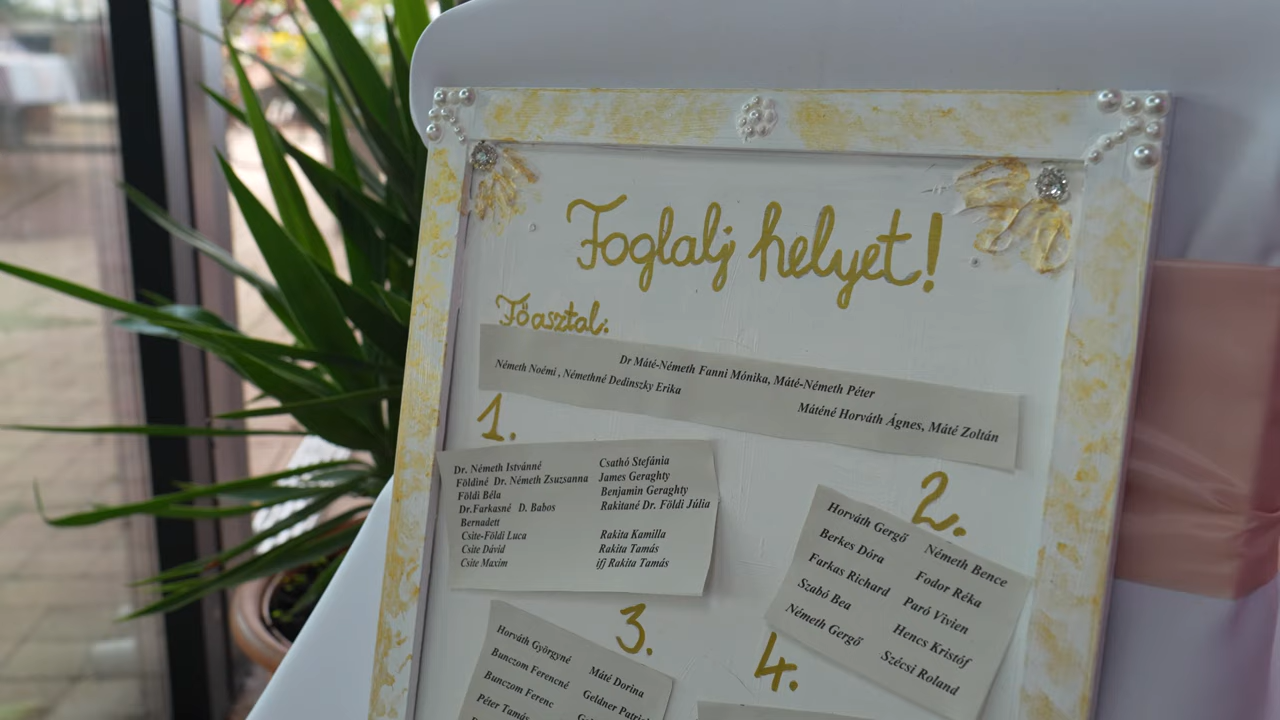 Foglalj helyet!
Főasztal:
Dr Máté-Németh Fanni Mónika, Máté-Németh Péter
Németh Noémi , Némethné Dedinszky Erika
Máténé Horváth Ágnes, Máté Zoltán
1.
Dr. Németh Istvánné
Földiné Dr. Németh Zsuzsanna
Földi Béla
Dr.Farkasné D. Babos
Bernadett
Csite-Földi Luca
Csite Dávid
Csite Maxim
Csathó Stefánia
James Geraghty
Benjamin Geraghty
Rakitáné Dr. Földi Júlia
Rakita Kamilla
Rakita Tamás
ifj Rakita Tamás
2.
Horváth Gergő
Berkes Dóra
Farkas Richard
Szabó Bea
Németh Gergő
Németh Bence
Fodor Réka
Paró Vivien
Hencs Kristóf
Szécsi Roland
3.
Horváth Györgyné
Bunczom Ferencné
Bunczom Ferenc
Péter Tamás
Máté Dorina
Geldner
4.